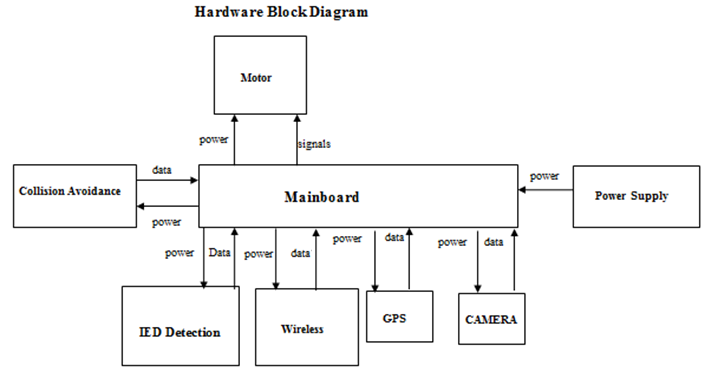 Hardware Block Diagram
Motor
power
signals
data
Collision Avoidance
Mainboard
power
Power Supply
power
power
Data
power
data
power
data
power
data
IED Detection
Wireless
GPS
CAMERA